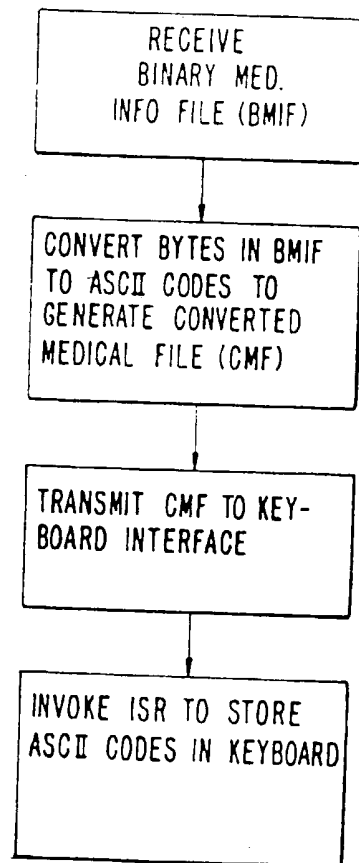 RECEIVE
BINARY MED.
INFO FILE (BMIF)
CONVERT BYTES IN BMIF
TO ASCII CODES TO
GENERATE CONVERTED
MEDICAL FILE (CMF)
TRANSMIT CMF TO KEY-
BOARD INTERFACE
INVOKE ISR TO STORE
ASCII CODES IN KEYBOARD